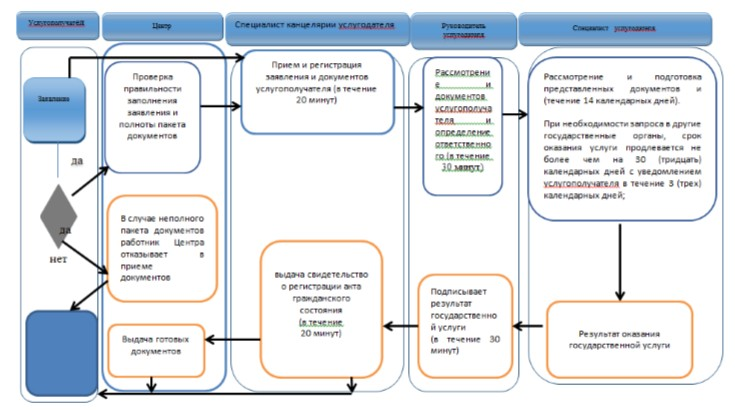 Услугополучатель
Центр
Специалист канцелярии услугодателя
Руководитель
услугодателя
Специалист услугодателя
Заявление
да
да
нет
Проверка
правильности
заполнения
заявления и
полноты пакета
документов
В случае неполного
пакета документов
работник Центра
отказывает в
приеме
документов
Выдача готовых
документов
Прием и регистрация
заявления и документов
услугополучателя (в течение
20 минут)
выдача свидетельство
о регистрации акта
гражданского
состояния
(в течение
20 минут)
Рассмотрени
е и
документов
услугополуча
теля и
определение
ответственно
го (в течение
30 минут)
Подписывает
результат
государственно
й услуги
(в течение 30
минут)
Рассмотрение и подготовка
представленных документов и
(течение 14 календарных дней).
При необходимости запроса в другие
государственные органы, срок
оказания услуги продлевается не
более чем на 30 (тридцать)
календарных дней с уведомлением
услугополучателя в течение 3 (трех)
календарных дней;
Результат оказания
государственной услуги